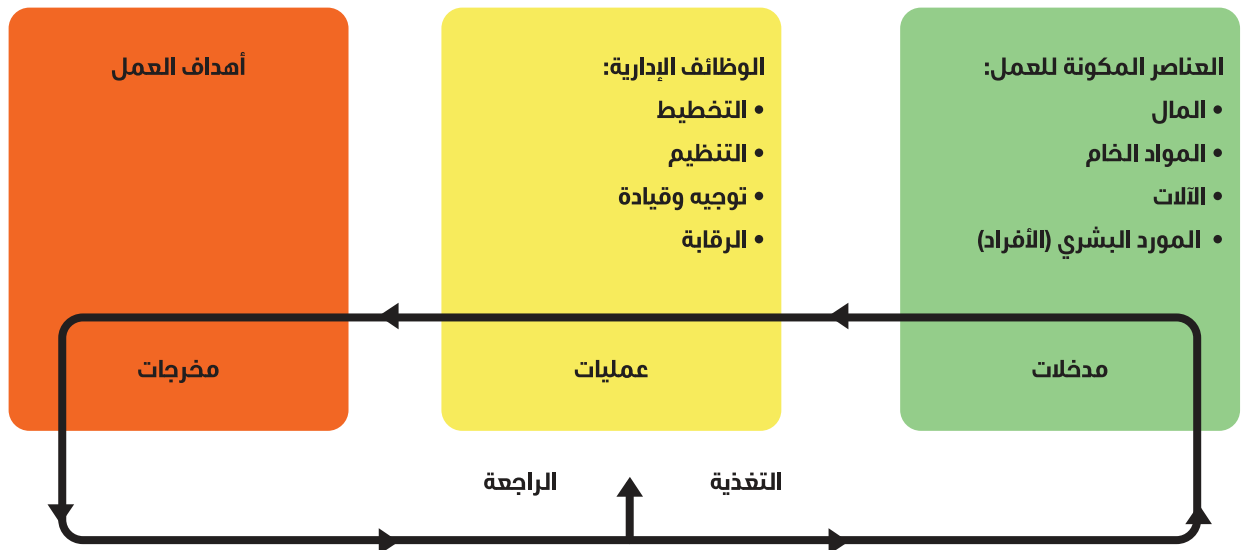 العناصر المكونة للعمل:
• المال
• المواد الخام
• الآلات
• المورد البشري (الأفراد)
مدخلات
الوظائف الإدارية:
• التخطيط
• التنظيم
• توجيه وقيادة
• الرقابة
عمليات
أهداف العمل
مخرجات
التغذية الراجعة